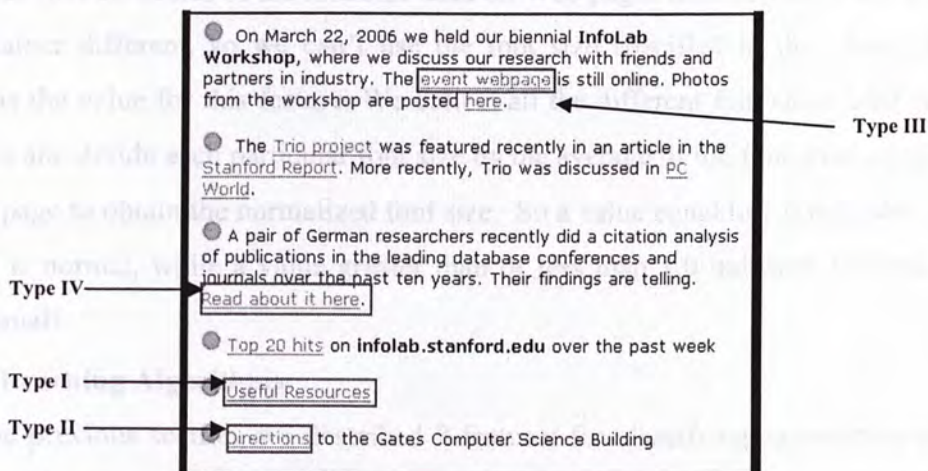 On March 22, 2006 we held our biennial InfoLab
Workshop, where we discuss our research with friends and
partners in industry. The event webpage is still online. Photos
from the workshop are posted here.
Type III
The Trio project was featured recently in an article in the
Stanford Report. More recently, Trio was discussed in PC
World.
A pair of German researchers recently did a citation analysis
of publications in the leading database conferences and
journals over the past ten years. Their findings are telling.
Type IV
Read about it here.
Top 20 hits on infolab.stanford.edu over the past week
Type I
Useful Resources
Type II
Directions to the Gates Computer Science Building